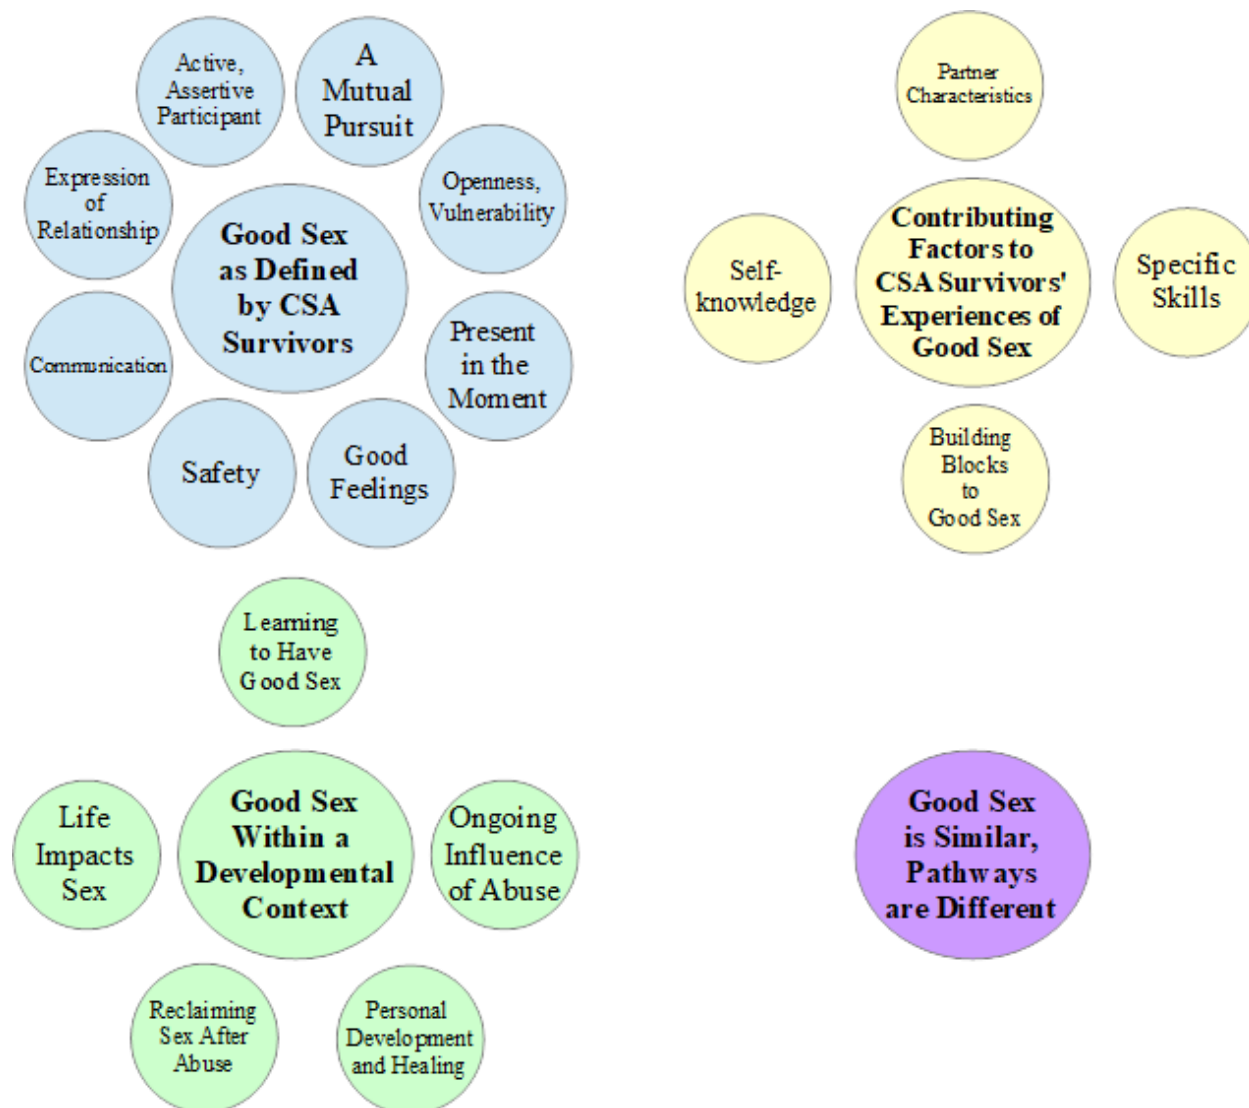 Active,
Assertive
Participant
A
Mutual
Pursuit
Expression
of
Relationship
Openness,
Vulnerability
Good Sex
as Defined
by CSA
Survivors
Communication
Present
in the
Moment
Safety
Good
Feelings
Partner
Characteristics
Self-
knowledge
Contributing
Factors to
CSA Survivors'
Experiences of
Good Sex
Specific
Skills
Building
Blocks
to
Good Sex
Learning
to Have
Good Sex
Life
Impacts
Sex
Good Sex
Within a
Developmental
Context
Ongoing
Influence
of Abuse
Reclaiming
Sex After
Abuse
Personal
Development
and Healing
Good Sex
is Similar,
Pathways
are Different